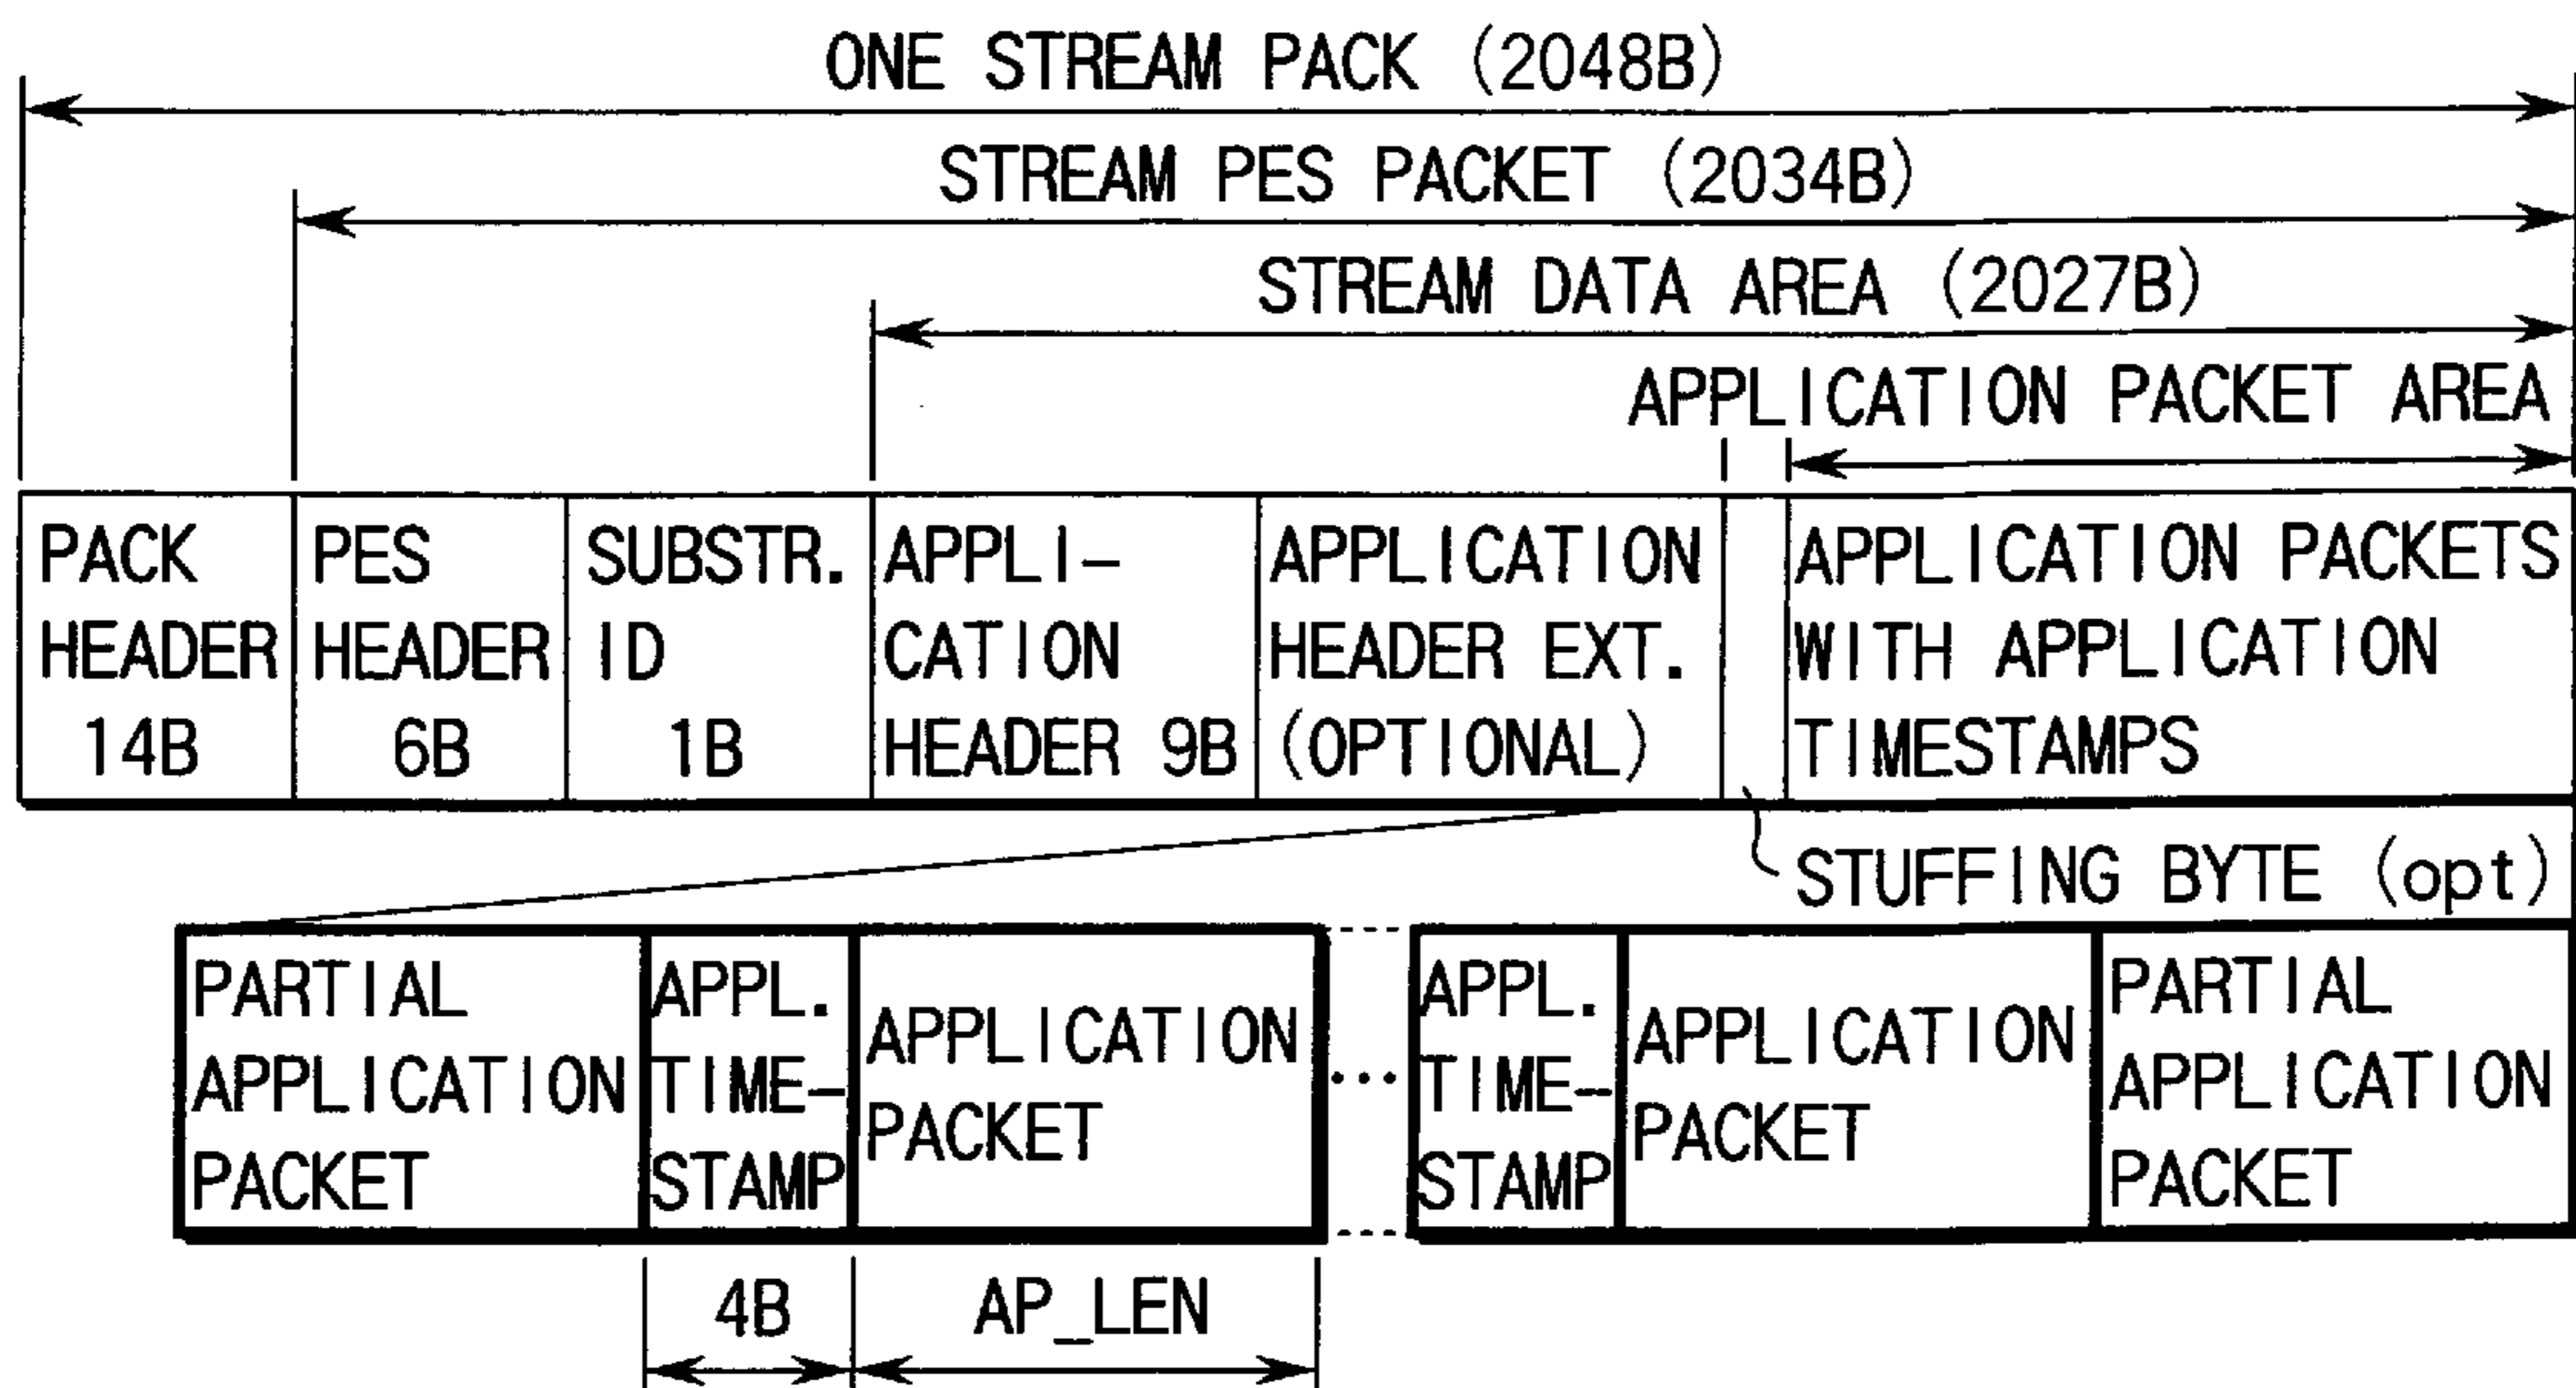 ONE STREAM PACK (2048B)
STREAM PES PACKET (2034B)
STREAM DATA AREA (2027B)
APPLICATION PACKET AREA
PACK
HEADER
14B
PES
HEADER
6B
SUBSTR.
ID
1B
APPLI-
CATION
HEADER 9B
APPLICATION
HEADER EXT.
(OPTIONAL)
APPLICATION PACKETS
WITH APPLICATION
TIMESTAMPS
STUFFING BYTE (opt)
PARTIAL
APPLICATION
PACKET
APPL.
TIME-
STAMP
APPLICATION
PACKET
...
APPL.
TIME-
STAMP
APPLICATION
PACKET
PARTIAL
APPLICATION
PACKET
4B
AP_LEN